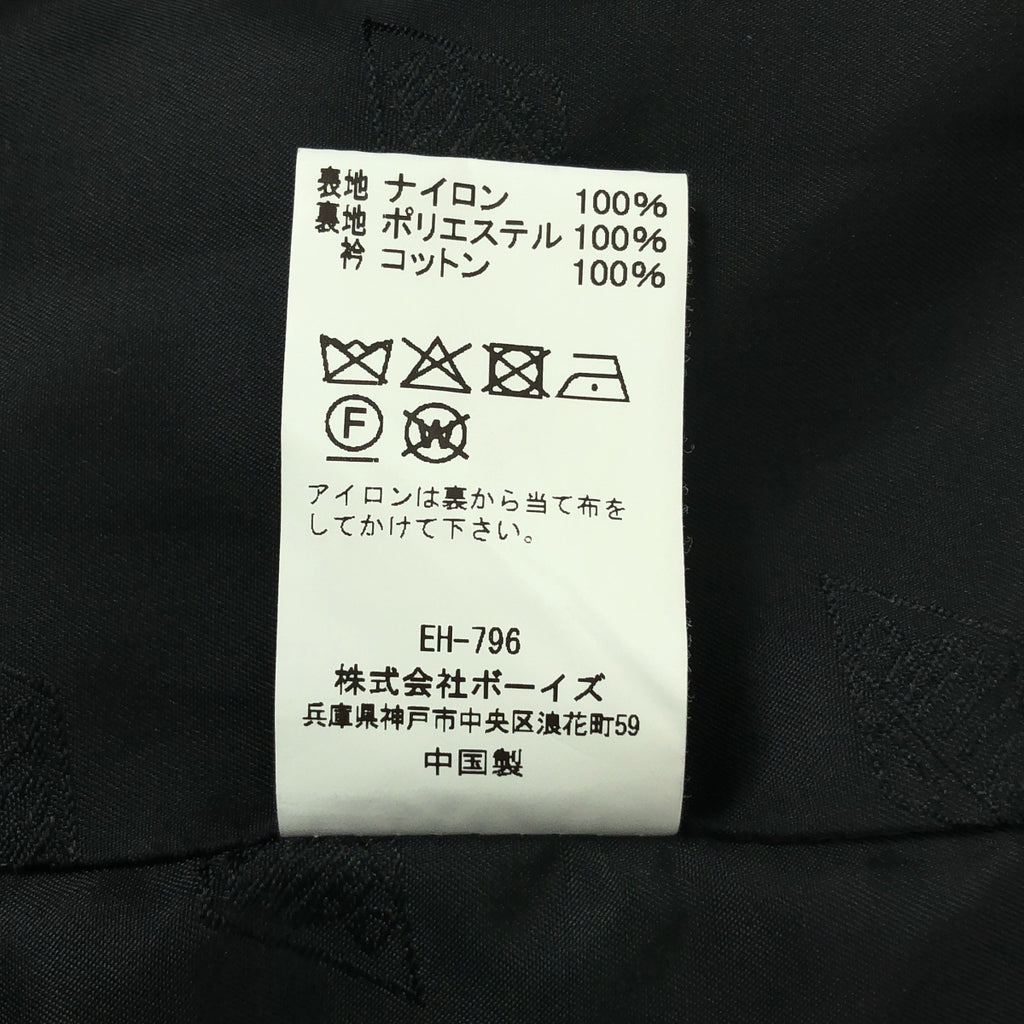 表地 ナイロン 100%
裏地 ポリエステル 100%
衿 コットン 100%
F
W
アイロンは裏から当て布を
してかけて下さい。
EH-796
株式会社ボーイズ
兵庫県神戸市中央区浪花町59
中国製